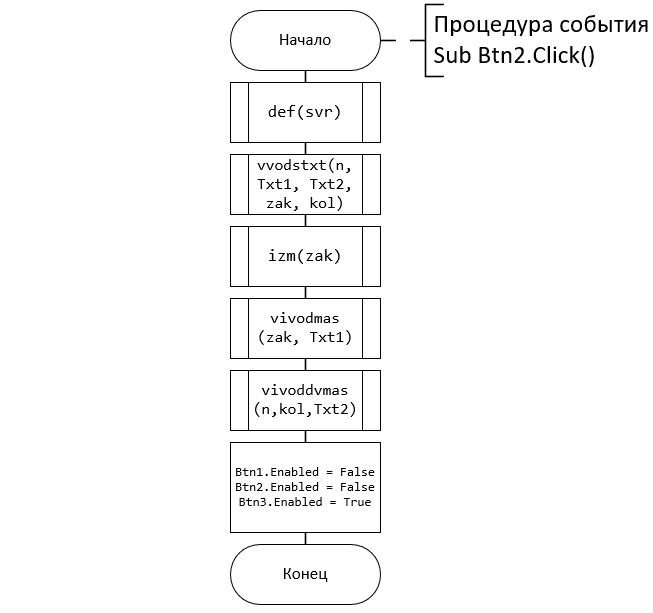 Начало
Процедура события
Sub Btn2.Click()
def(svr)
vvodstxt(n,
Txt1, Txt2,
zak, kol)
izm(zak)
vivodmas
(zak, Txt1)
vivoddvmas
(n,kol,Txt2)
Btn1.Enabled = False
Btn2.Enabled = False
Btn3.Enabled = True
Конец